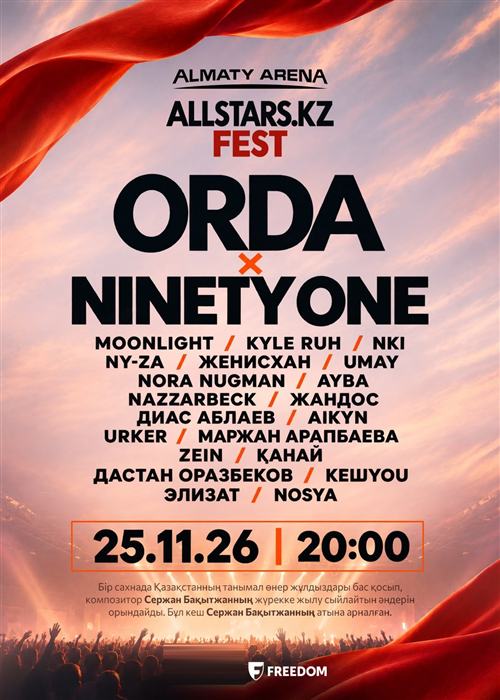 ALMATY ARENA
ALLSTARS.KZ
FEST
ORDA
×
NINETY ONE
MOONLIGHT / KYLE RUH / NKI
NY-ZA / ЖЕНИСХАН / UMAY
NORA NUGMAN / AYBA
NAZZARBECK / ЖАНДОС
ДИАС АБЛАЕВ / AIKYN
URKER / МАРЖАН АРАПБАЕВА
ZEIN / ҚАНАЙ
ДАСТАН ОРАЗБЕКОВ / КЕШYOU
ЭЛИЗАТ / NOSYA
25.11.26 | 20:00
Бір сахнада Қазақстанның танымал өнер жұлдыздары бас қосып,
композитор Сержан Бақытжанның жүрекке жылу сыйлайтын әндерін
орындайды. Бұл кеш Сержан Бақытжанның атына арналған.
FREEDOM